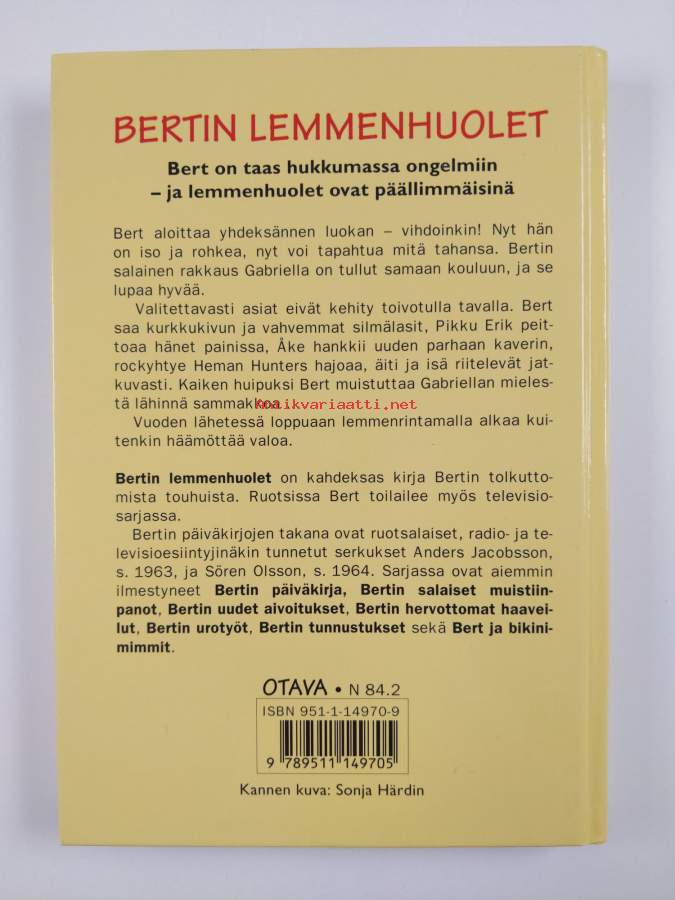 BERTIN LEMMENHUOLET
Bert on taas hukkumassa ongelmiin
– ja lemmenhuolet ovat päällimmäisinä
Bert aloittaa yhdeksännen luokan – vihdoinkin! Nyt hän
on iso ja rohkea, nyt voi tapahtua mitä tahansa. Bertin
salainen rakkaus Gabriella on tullut samaan kouluun, ja se
lupaa hyvää.
Valitettavasti asiat eivät kehity toivotulla tavalla. Bert
saa kurkkukivun ja vahvemmat silmälasit, Pikku Erik peit-
toaa hänet painissa, Åke hankkii uuden parhaan kaverin,
rockyhtye Heman Hunters hajoaa, äiti ja isä riitelevät jat-
kuvasti. Kaiken huipuksi Bert muistuttaa Gabriellan mieles-
tä lähinnä sammakkoa.
Antikvariaatti.net
Vuoden lähetessä loppuaan lemmenrintamalla alkaa kui-
tenkin häämöttää valoa.
Bertin lemmenhuolet on kahdeksas kirja Bertin tolkutto-
mista touhuista. Ruotsissa Bert toilailee myös televisio-
sarjassa.
Bertin päiväkirjojen takana ovat ruotsalaiset, radio- ja te-
levisioesiintyjinäkin tunnetut serkukset Anders Jacobsson,
s. 1963, ja Sören Olsson, s. 1964. Sarjassa ovat aiemmin
ilmestyneet Bertin päiväkirja, Bertin salaiset muistiin-
panot, Bertin uudet aivoitukset, Bertin hervottomat haavei-
lut, Bertin urotyöt, Bertin tunnustukset sekä Bert ja bikini-
mimmit.
OTAVA • N 84.2
ISBN 951-1-14970-9
9 789511 149705
Kannen kuva: Sonja Härdin